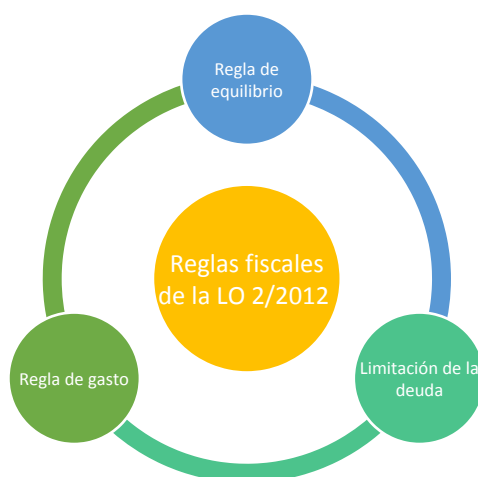 Regla de
equilibrio
Reglas fiscales
de la LO 2/2012
Regla de gasto
Limitación de la
deuda